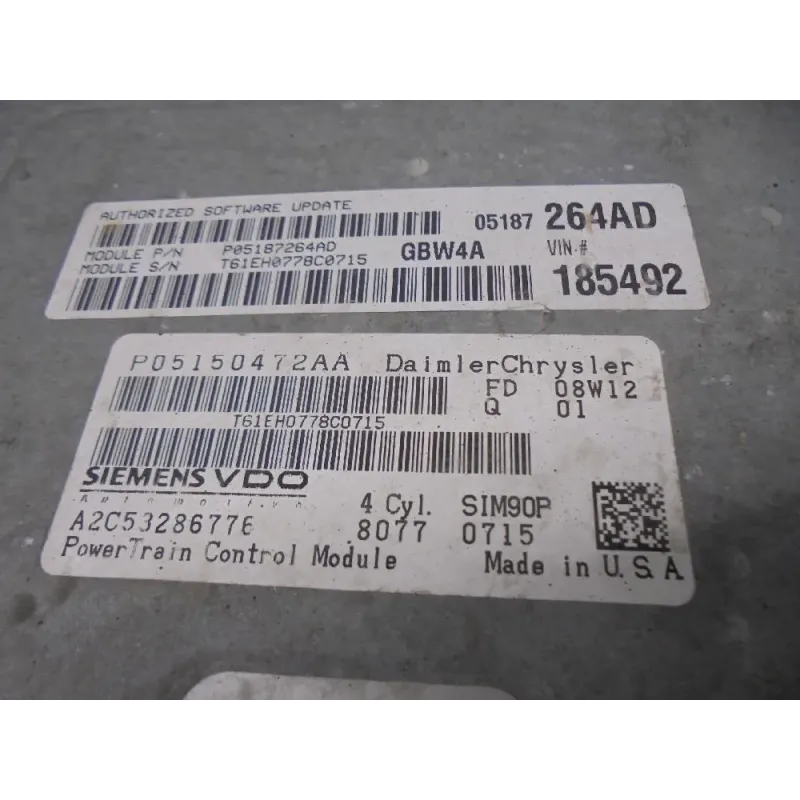 AUTHORIZED SOFTWARE UPDATE
05187 264AD
MODULE P/N P05187264AD GBW4A VIN #
MODULE S/N T61EH0778C0715 185492
P05150472AA DaimlerChrysler
FD 08W12
Q 01
T61EH0778C0715
SIEMENS VDO
Automotive
4 Cyl. SIM90P
A2C53286776 8077 0715
PowerTrain Control Module Made in U.S.A